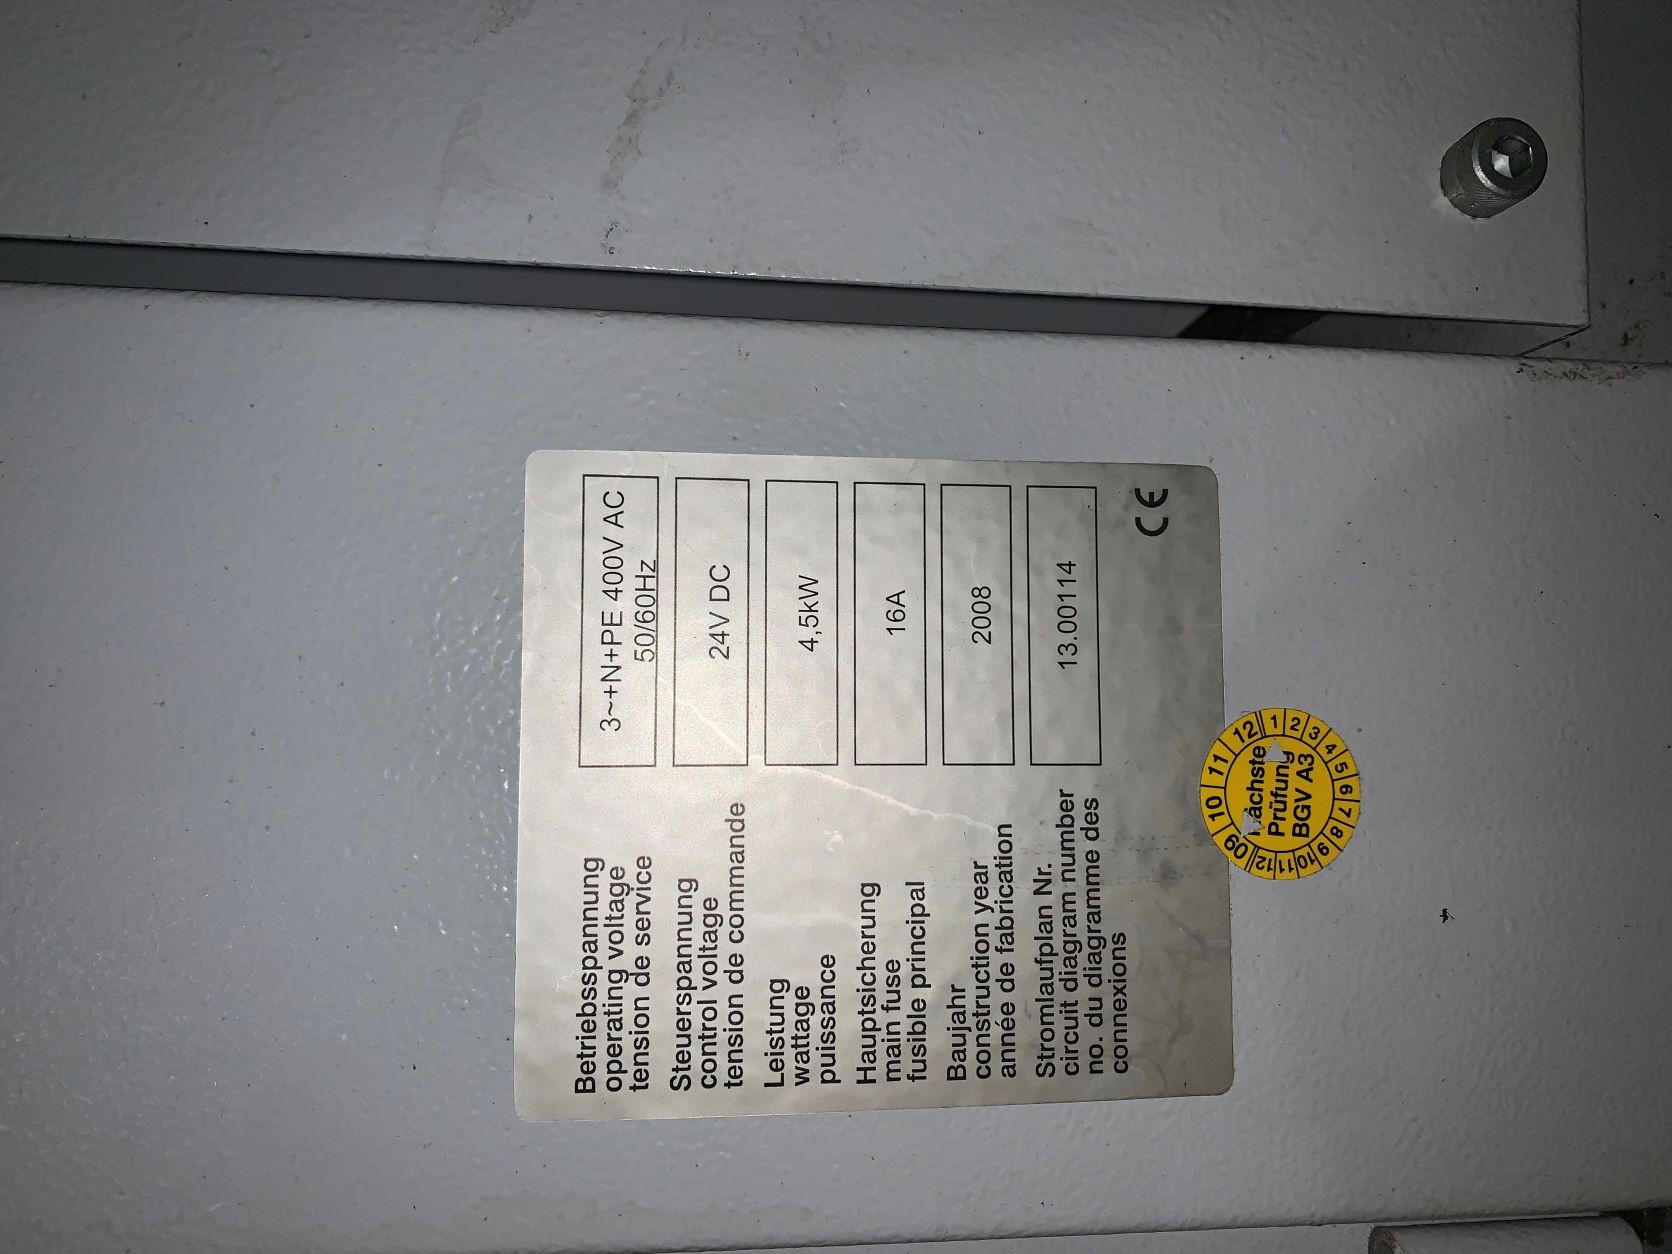 Betriebsspannung
operating voltage
tension de service
3~+N+PE 400V AC
50/60Hz
Steuerspannung
control voltage
tension de commande
24V DC
Leistung
wattage
puissance
4,5kW
Hauptsicherung
main fuse
fusible principal
16A
Baujahr
construction year
année de fabrication
2008
Stromlaufplan Nr.
circuit diagram number
no. du diagramme des
connexions
13.00114
CE
09 10 11 12
1 2 3 4 5 6 7 8 9 10 11 12
Prüfung
BGV A3